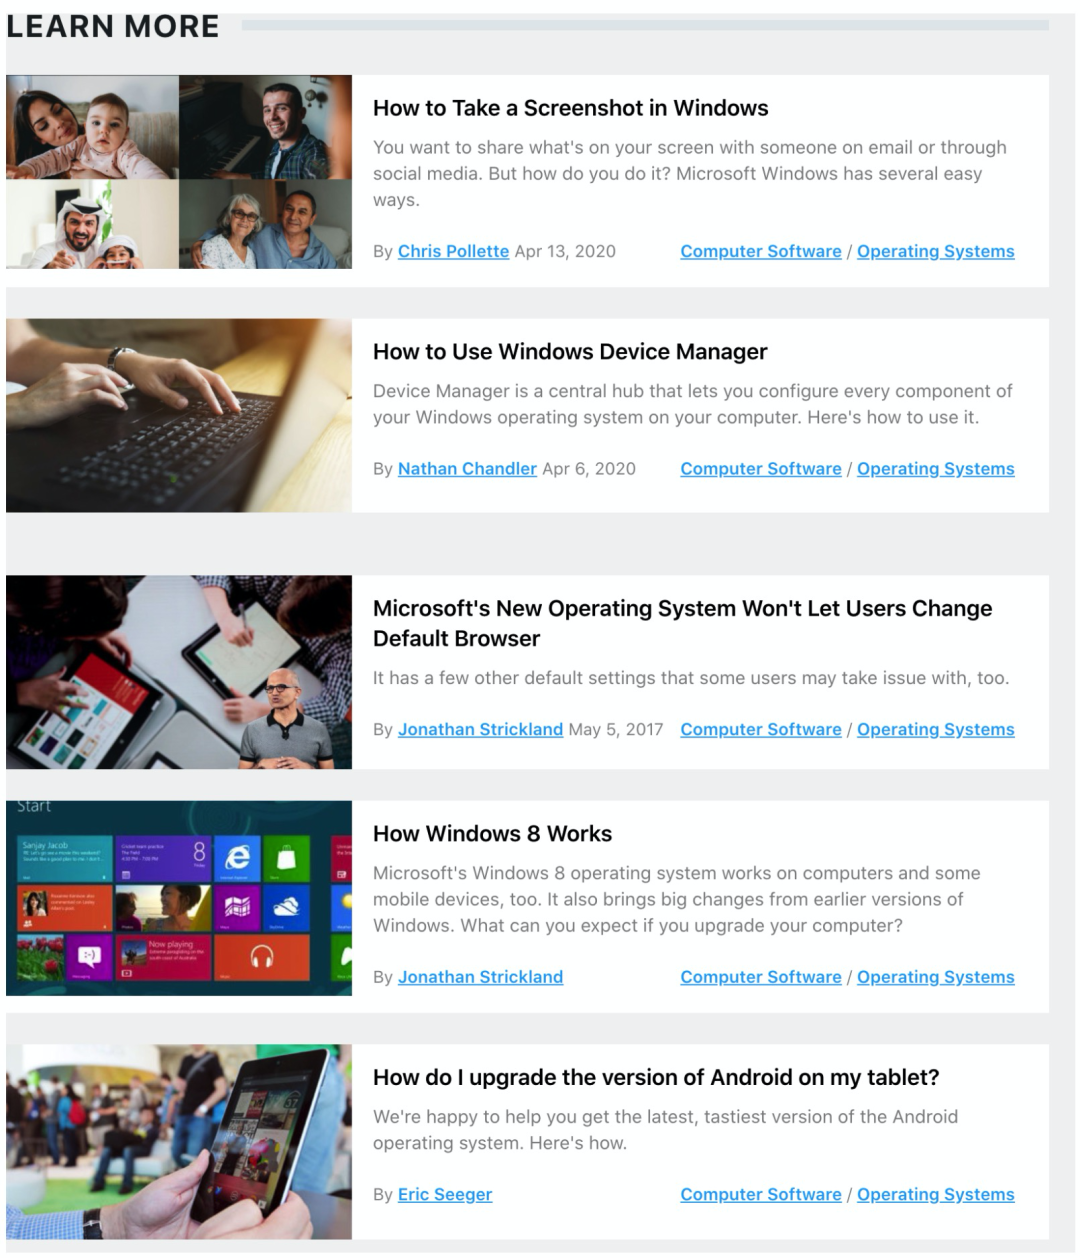 LEARN MORE
How to Take a Screenshot in Windows
You want to share what's on your screen with someone on email or through
social media. But how do you do it? Microsoft Windows has several easy
ways.
By Chris Pollette Apr 13, 2020 Computer Software / Operating Systems
How to Use Windows Device Manager
Device Manager is a central hub that lets you configure every component of
your Windows operating system on your computer. Here's how to use it.
By Nathan Chandler Apr 6, 2020 Computer Software / Operating Systems
Microsoft's New Operating System Won't Let Users Change
Default Browser
It has a few other default settings that some users may take issue with, too.
By Jonathan Strickland May 5, 2017 Computer Software / Operating Systems
Start
Sanjay Jacob
8
Now playing
How Windows 8 Works
Microsoft's Windows 8 operating system works on computers and some
mobile devices, too. It also brings big changes from earlier versions of
Windows. What can you expect if you upgrade your computer?
By Jonathan Strickland Computer Software / Operating Systems
How do I upgrade the version of Android on my tablet?
We're happy to help you get the latest, tastiest version of the Android
operating system. Here's how.
By Eric Seeger Computer Software / Operating Systems